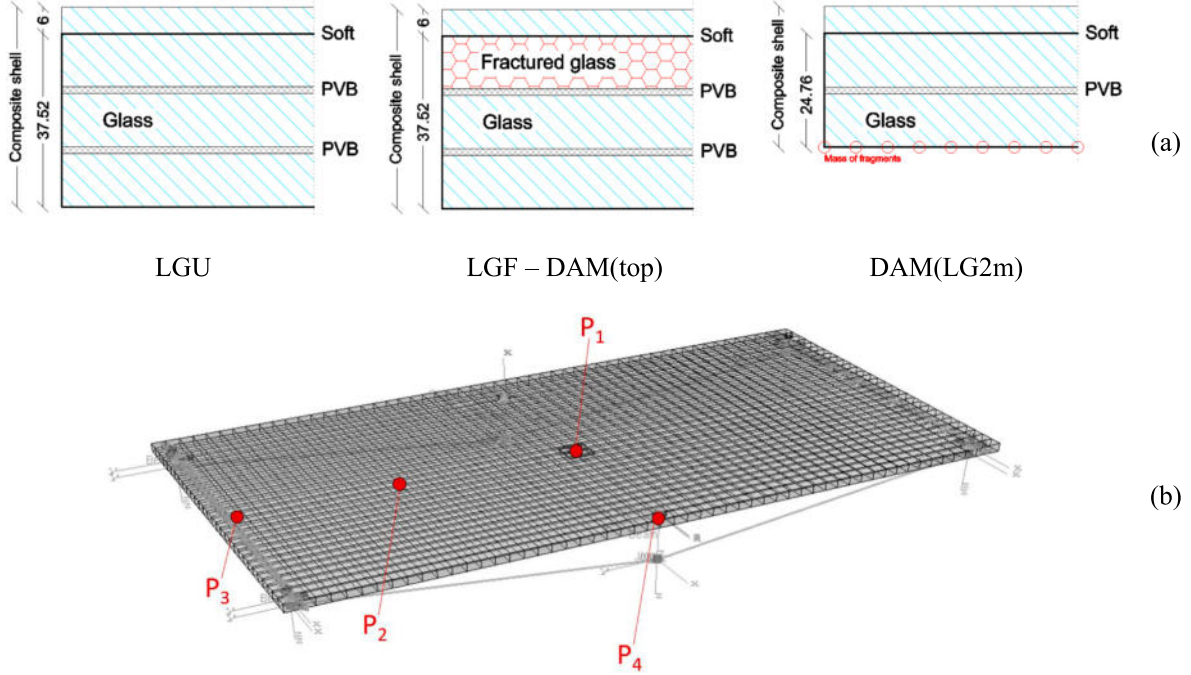 Composite shell
6
37.52
Soft
PVB
Glass
PVB
Composite shell
6
37.52
Soft
Fractured glass
PVB
Glass
PVB
Composite shell
24.76
Soft
PVB
Glass
Mass of fragments
(a)
LGU
LGF – DAM(top)
DAM(LG2m)
P1
(b)
P3
P2
P4